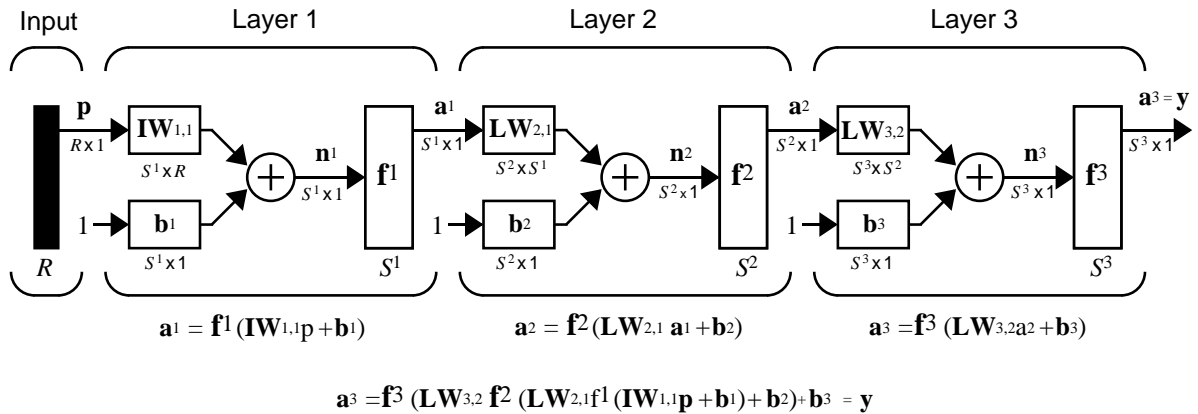 Input Layer 1 Layer 2 Layer 3
p a1 a2 a3 = y
IW1,1 LW2,1 LW3,2
R x 1 S1 x 1 S2 x 1 S3 x 1
n1 n2 n3
S1 x R f1 S2 x S1 f2 S3 x S2 f3
+ + +
S1 x 1 S2 x 1 S3 x 1
1 b1 1 b2 1 b3
S1 x 1 S2 x 1 S3 x 1
R S1 S2 S3
a1 = f1 (IW1,1p + b1) a2 = f2 (LW2,1 a1 + b2) a3 = f3 (LW3,2a2 + b3)
a3 = f3 (LW3,2 f2 (LW2,1f1 (IW1,1p + b1) + b2) + b3 = y